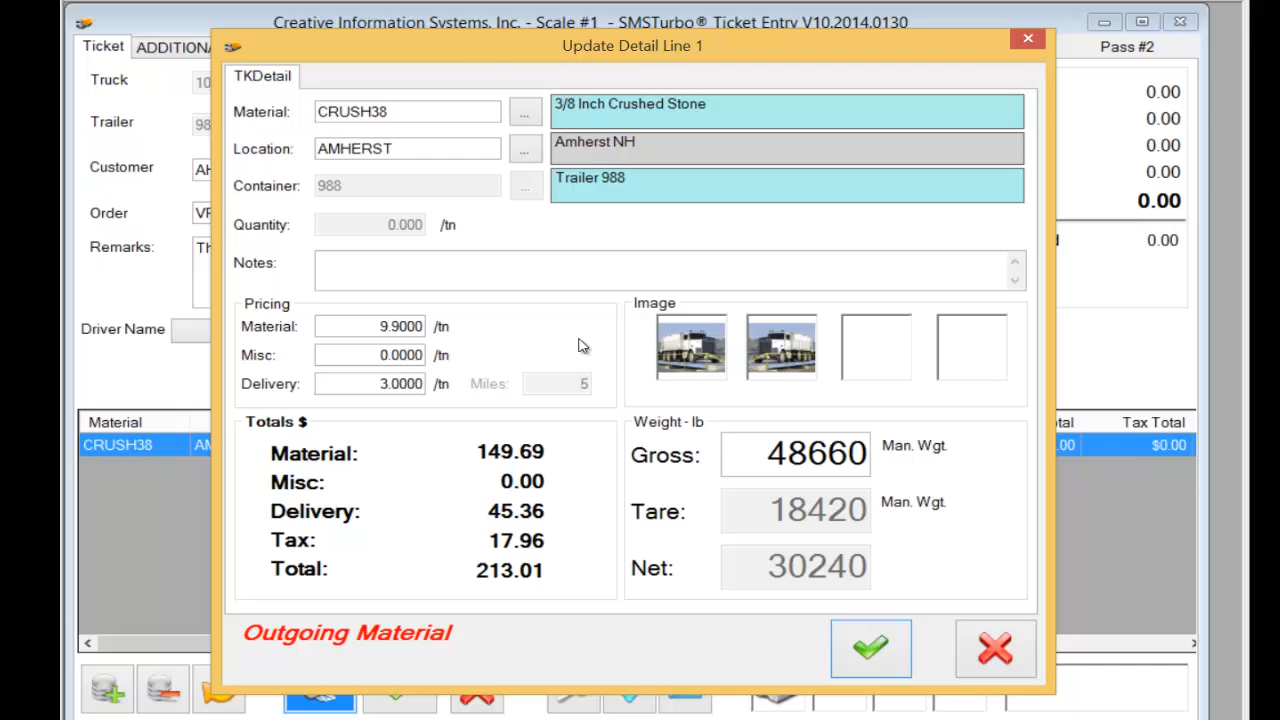 Creative Information Systems, Inc. - Scale #1 - SMSTurbo® Ticket Entry V10.2014.0130
Update Detail Line 1
Ticket
ADDITIONA
Pass #2
TKDetail
Truck 10
Trailer 98
Customer AH
Order VF
Remarks: Th
Driver Name
Material: CRUSH38 ... 3/8 Inch Crushed Stone
Location: AMHERST ... Amherst NH
Container: 988 ... Trailer 988
Quantity: 0.000 /tn
Notes:
0.00
0.00
0.00
0.00
0.00
d 0.00
Pricing
Material: 9.9000 /tn
Misc: 0.0000 /tn
Delivery: 3.0000 /tn Miles: 5
Image
Totals $
Material: 149.69
Misc: 0.00
Delivery: 45.36
Tax: 17.96
Total: 213.01
Weight - lb
Gross: 48660 Man. Wgt.
Tare: 18420 Man. Wgt.
Net: 30240
Material
CRUSH38 AM
otal Tax Total
.00 $0.00
Outgoing Material